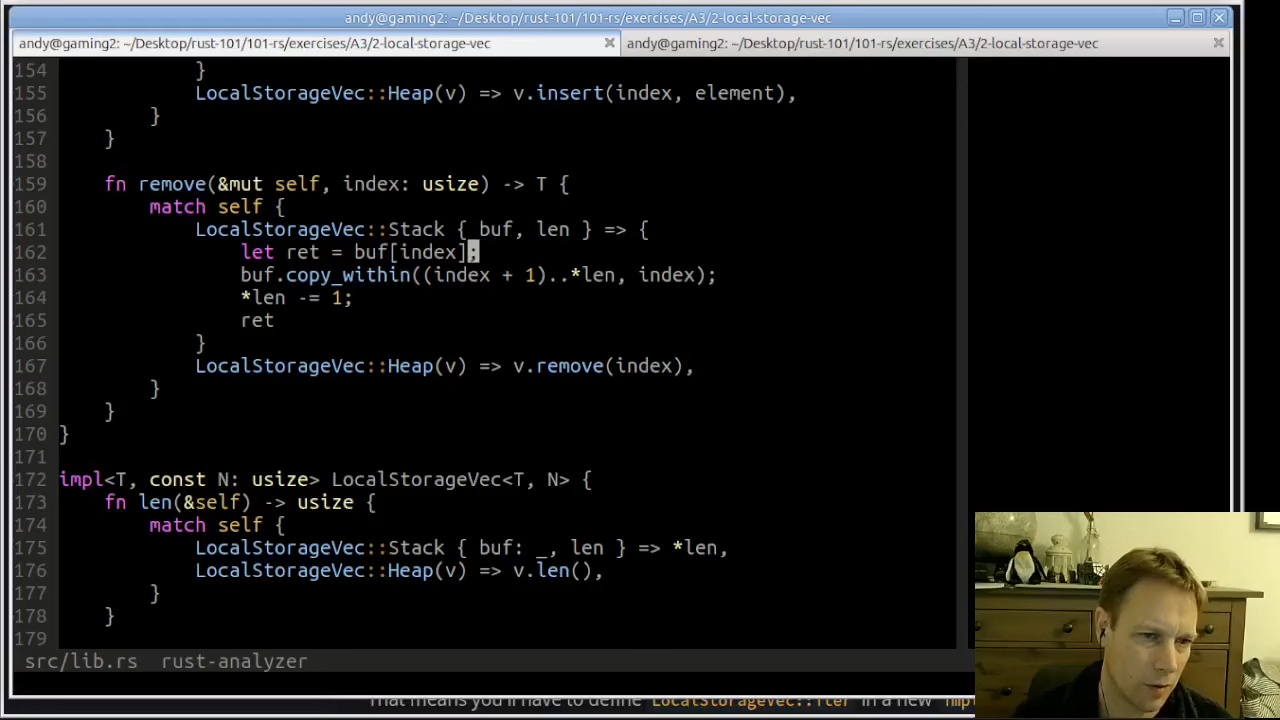 andy@gaming2: ~/Desktop/rust-101/101-rs/exercises/A3/2-local-storage-vec
andy@gaming2: ~/Desktop/rust-101/101-rs/exercises/A3/2-local-storage-vec
andy@gaming2: ~/Desktop/rust-101/101-rs/exercises/A3/2-local-storage-vec
154 }
155 LocalStorageVec::Heap(v) => v.insert(index, element),
156 }
157 }
158
159 fn remove(&mut self, index: usize) -> T {
160 match self {
161 LocalStorageVec::Stack { buf, len } => {
162 let ret = buf[index];
163 buf.copy_within((index + 1)..*len, index);
164 *len -= 1;
165 ret
166 }
167 LocalStorageVec::Heap(v) => v.remove(index),
168 }
169 }
170 }
171
172 impl<T, const N: usize> LocalStorageVec<T, N> {
173 fn len(&self) -> usize {
174 match self {
175 LocalStorageVec::Stack { buf: _, len } => *len,
176 LocalStorageVec::Heap(v) => v.len(),
177 }
178 }
179
src/lib.rs rust-analyzer
That means you'll have to define LocalStorageVec::iter in a new